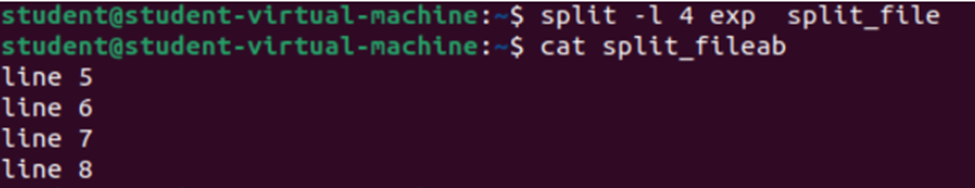 student@student-virtual-machine:~$ split -l 4 exp  split_file
student@student-virtual-machine:~$ cat split_fileab
line 5
line 6
line 7
line 8